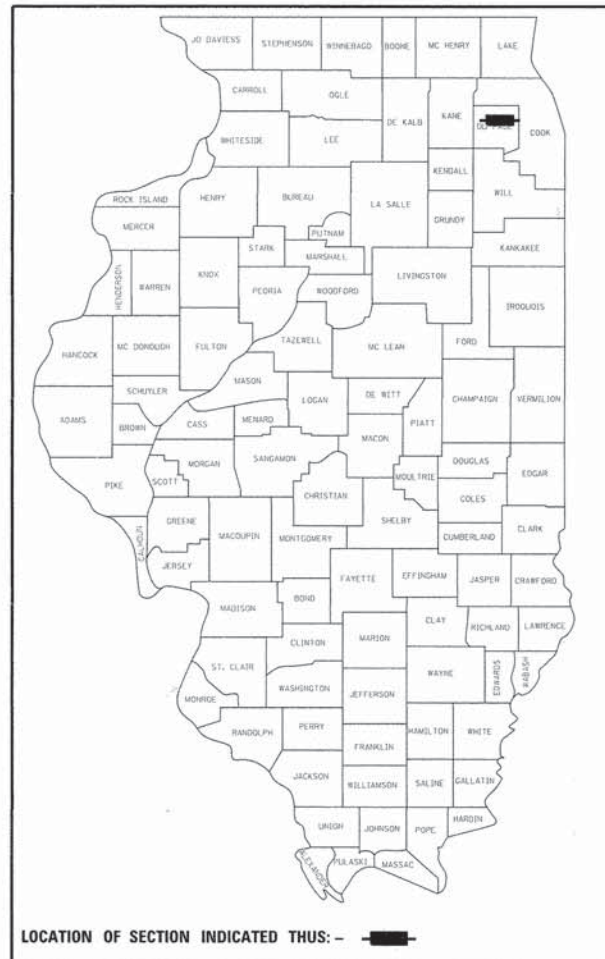 JO DAVIESS STEPHENSON WINNEBAGO BOONE MC HENRY LAKE
CARROLL OGLE
DE KALB KANE COOK
WHITESIDE LEE
KENDALL WILL
ROCK ISLAND HENRY BUREAU LA SALLE
MERCER PUTNAM GRUNDY
STARK KANKAKEE
MARSHALL
HENDERSON WARREN KNOX PEORIA WOODFORD LIVINGSTON
IROQUOIS
HANCOCK MC DONOUGH FULTON TAZEWELL MC LEAN FORD
MASON
SCHUYLER LOGAN DE WITT CHAMPAIGN VERMILION
ADAMS BROWN CASS MENARD PIATT
MACON
MORGAN SANGAMON DOUGLAS
PIKE SCOTT MOULTRIE EDGAR
CHRISTIAN COLES
GREENE SHELBY
CALHOUN MACOUPIN MONTGOMERY CUMBERLAND CLARK
JERSEY
FAYETTE EFFINGHAM JASPER CRAWFORD
MADISON BOND
CLAY RICHLAND LAWRENCE
CLINTON MARION
ST. CLAIR WAYNE EDWARDS WABASH
WASHINGTON JEFFERSON
MONROE
RANDOLPH PERRY HAMILTON WHITE
FRANKLIN
JACKSON WILLIAMSON SALINE GALLATIN
HARDIN
UNION JOHNSON POPE
ALEXANDER PULASKI MASSAC
LOCATION OF SECTION INDICATED THUS: –